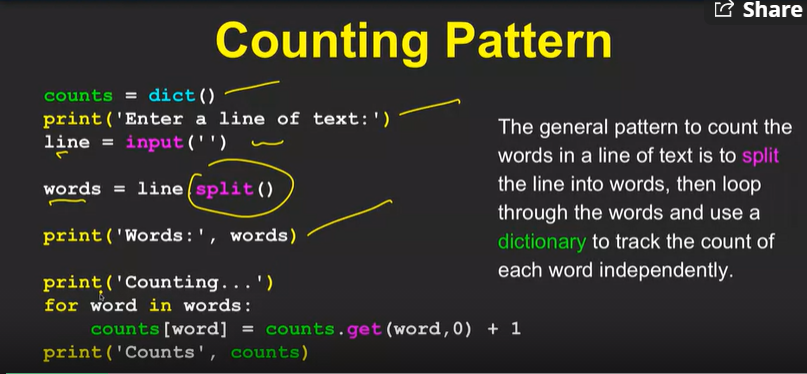 Share
Counting Pattern
counts = dict()
print('Enter a line of text:')
line = input('')
words = line.split()
print('Words:', words)
print('Counting...')
for word in words:
    counts[word] = counts.get(word,0) + 1
print('Counts', counts)
The general pattern to count the
words in a line of text is to split
the line into words, then loop
through the words and use a
dictionary to track the count of
each word independently.